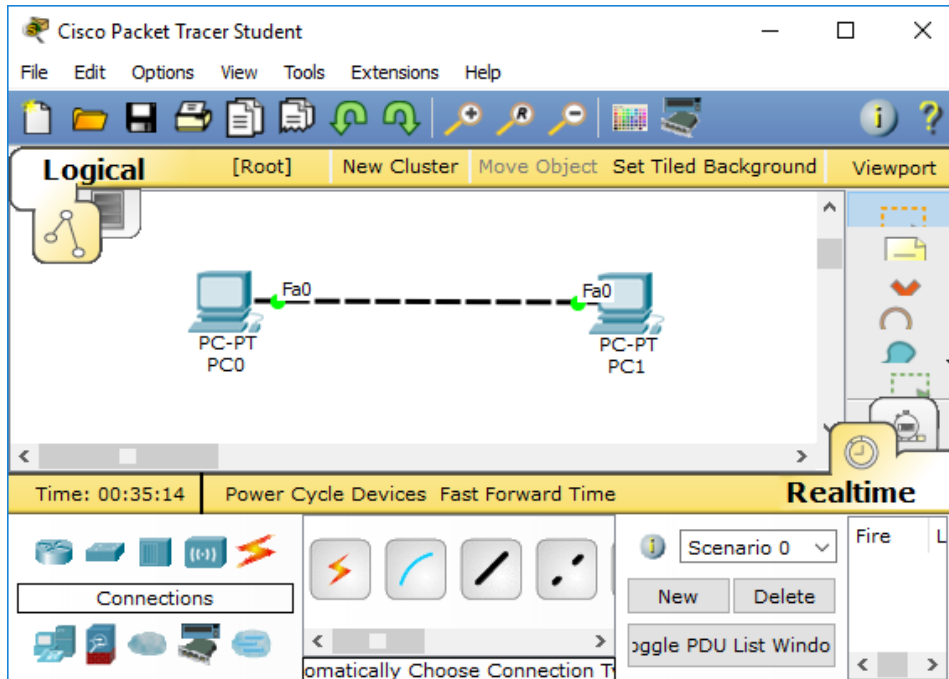 Cisco Packet Tracer Student
File Edit Options View Tools Extensions Help
Logical [Root] New Cluster Move Object Set Tiled Background Viewport
Fa0 Fa0
PC-PT PC-PT
PC0 PC1
Time: 00:35:14 Power Cycle Devices Fast Forward Time Realtime
Scenario 0 Fire L
Connections New Delete
oggle PDU List Windo
omatically Choose Connection T